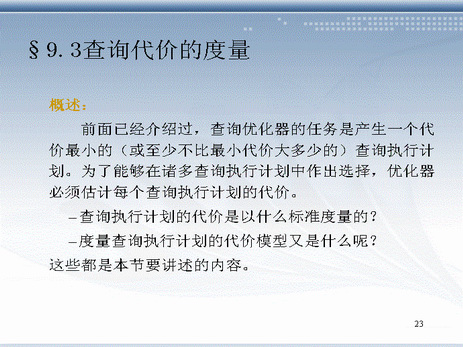 §9.3查询代价的度量
概述：
前面已经介绍过，查询优化器的任务是产生一个代
价最小的（或至少不比最小代价大多少的）查询执行计
划。为了能够在诸多查询执行计划中作出选择，优化器
必须估计每个查询执行计划的代价。
–查询执行计划的代价是以什么标准度量的？
–度量查询执行计划的代价模型又是什么呢？
这些都是本节要讲述的内容。
23